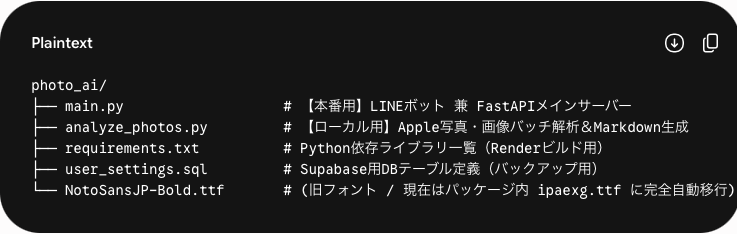 Plaintext
photo_ai/
├── main.py                # 【本番用】LINEボット 兼 FastAPIメインサーバー
├── analyze_photos.py      # 【ローカル用】Apple写真・画像バッチ解析＆Markdown生成
├── requirements.txt       # Python依存ライブラリ一覧（Renderビルド用）
├── user_settings.sql      # Supabase用DBテーブル定義（バックアップ用）
└── NotoSansJP-Bold.ttf    # (旧フォント / 現在はパッケージ内 ipaexg.ttf に完全自動移行)